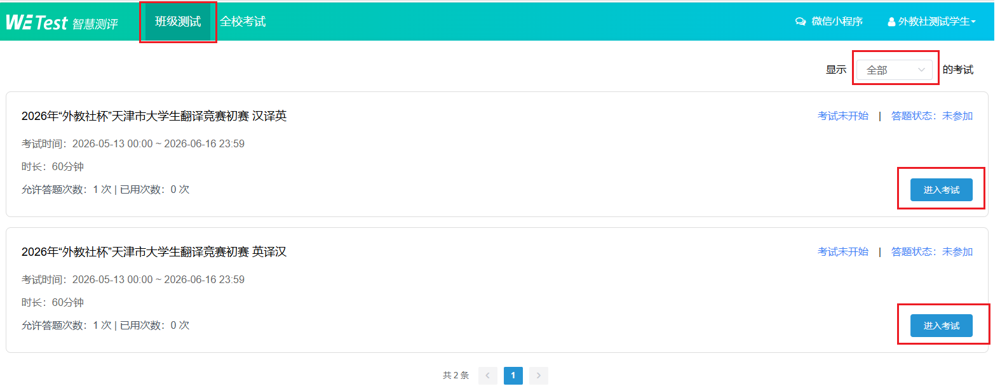 WETest 智慧测评 班级测试 全校考试 微信小程序 外教社测试学生
显示 全部 的考试
2026年“外教社杯”天津市大学生翻译竞赛初赛 汉译英 考试未开始 | 答题状态：未参加
考试时间：2026-05-13 00:00 ~ 2026-06-16 23:59
时长：60分钟
允许答题次数：1 次 | 已用次数：0 次 进入考试
2026年“外教社杯”天津市大学生翻译竞赛初赛 英译汉 考试未开始 | 答题状态：未参加
考试时间：2026-05-13 00:00 ~ 2026-06-16 23:59
时长：60分钟
允许答题次数：1 次 | 已用次数：0 次 进入考试
共 2 条 < 1 >